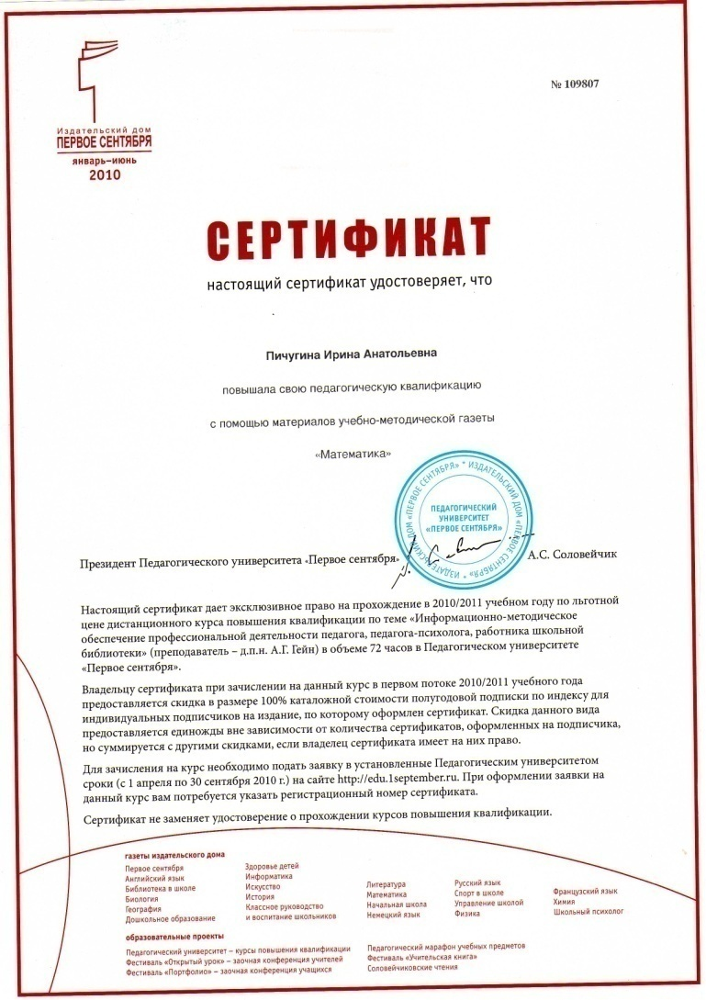 № 109807
Издательский дом
ПЕРВОЕ СЕНТЯБРЯ
январь–июнь
2010
СЕРТИФИКАТ
настоящий сертификат удостоверяет, что
Пичугина Ирина Анатольевна
повышала свою педагогическую квалификацию
с помощью материалов учебно-методической газеты
«Математика»
ИЗДАТЕЛЬСКИЙ ДОМ «ПЕРВОЕ СЕНТЯБРЯ» * ИЗДАТЕЛЬСКИЙ ДОМ «ПЕРВОЕ СЕНТЯБРЯ» *
ПЕДАГОГИЧЕСКИЙ
УНИВЕРСИТЕТ
«ПЕРВОЕ СЕНТЯБРЯ»
Президент Педагогического университета «Первое сентября» А.С. Соловейчик
Настоящий сертификат дает эксклюзивное право на прохождение в 2010/2011 учебном году по льготной
цене дистанционного курса повышения квалификации по теме «Информационно-методическое
обеспечение профессиональной деятельности педагога, педагога-психолога, работника школьной
библиотеки» (преподаватель – д.п.н. А.Г. Гейн) в объеме 72 часов в Педагогическом университете
«Первое сентября».
Владельцу сертификата при зачислении на данный курс в первом потоке 2010/2011 учебного года
предоставляется скидка в размере 100% каталожной стоимости полугодовой подписки по индексу для
индивидуальных подписчиков на издание, по которому оформлен сертификат. Скидка данного вида
предоставляется единожды вне зависимости от количества сертификатов, оформленных на подписчика,
но суммируется с другими скидками, если владелец сертификата имеет на них право.
Для зачисления на курс необходимо подать заявку в установленные Педагогическим университетом
сроки (с 1 апреля по 30 сентября 2010 г.) на сайте http://edu.1september.ru. При оформлении заявки на
данный курс вам потребуется указать регистрационный номер сертификата.
Сертификат не заменяет удостоверение о прохождении курсов повышения квалификации.
газеты издательского дома
Первое сентября
Английский язык
Библиотека в школе
Биология
География
Дошкольное образование
Здоровье детей
Информатика
Искусство
История
Классное руководство
и воспитание школьников
Литература
Математика
Начальная школа
Немецкий язык
Русский язык
Спорт в школе
Управление школой
Физика
Французский язык
Химия
Школьный психолог
образовательные проекты
Педагогический университет – курсы повышения квалификации
Фестиваль «Открытый урок» – заочная конференция учителей
Фестиваль «Портфолио» – заочная конференция учащихся
Педагогический марафон учебных предметов
Фестиваль «Учительская книга»
Соловейчиковские чтения